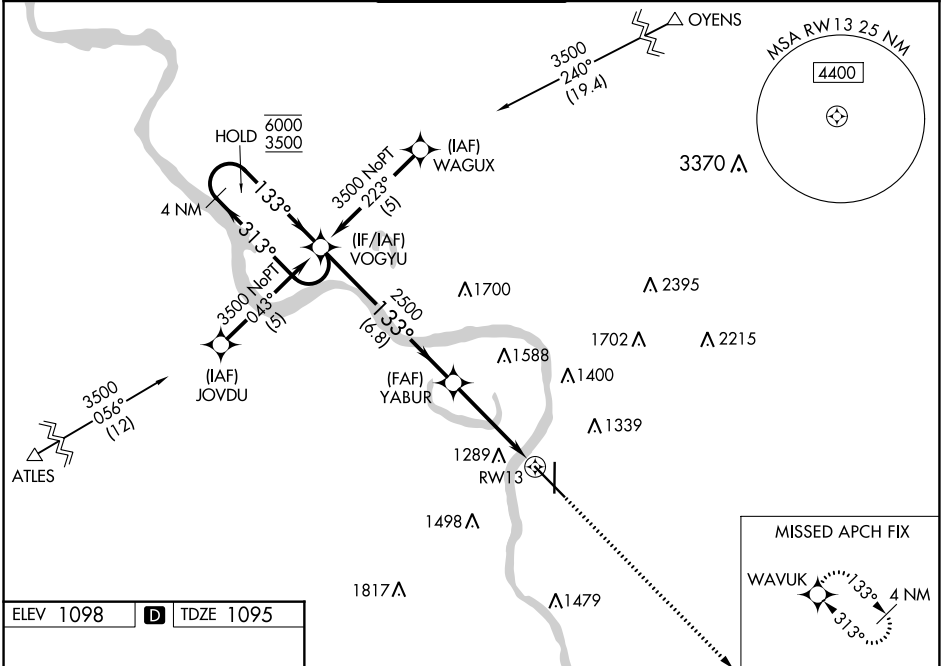 OYENS
3500
240°
(19.4)
MSA RW13 25 NM
4400
HOLD
6000
3500
(IAF)
WAGUX
3370
3500 NoPT
223°
(5)
133°
4 NM
313°
(IF/IAF)
VOGYU
3500 NoPT
043°
(5)
2500
133°
(6.8)
1700
2395
1702
2215
1588
1400
(IAF)
JOVDU
(FAF)
YABUR
3500
056°
(12)
1339
ATLES
1289
RW13
1498
1817
1479
MISSED APCH FIX
WAVUK
133°
4 NM
313°
ELEV 1098 D TDZE 1095